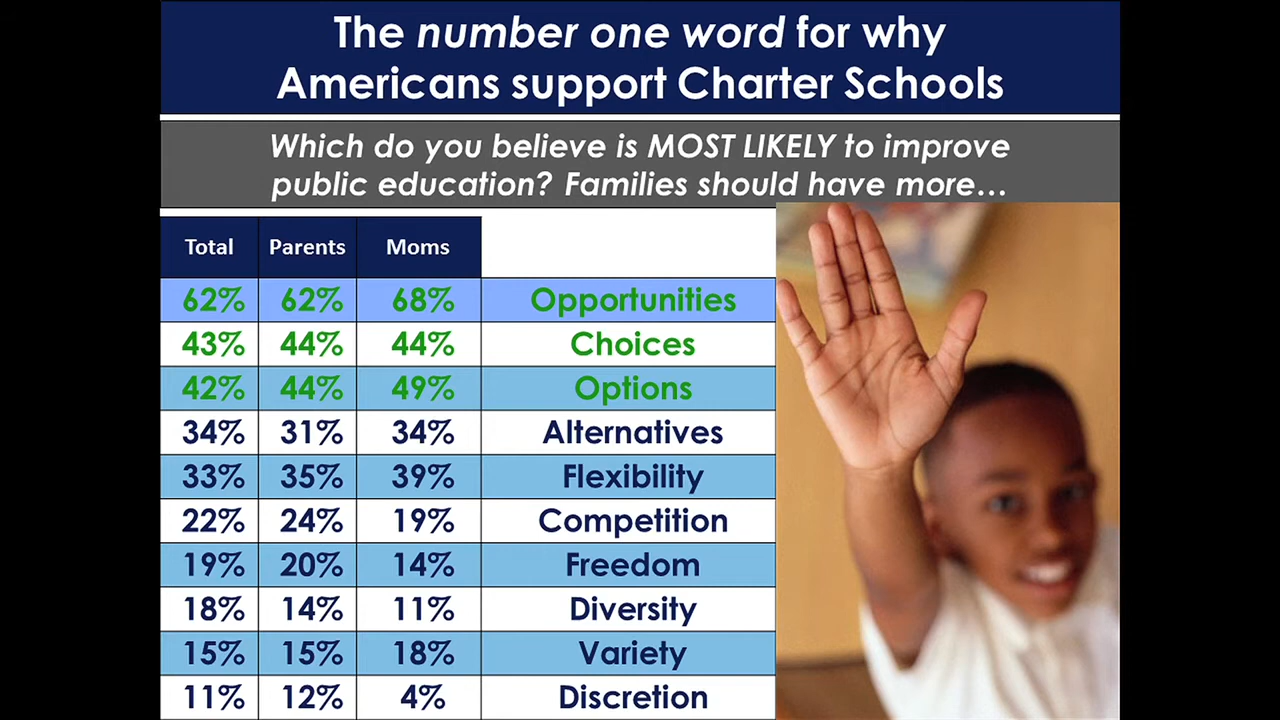 The number one word for why
Americans support Charter Schools
Which do you believe is MOST LIKELY to improve
public education? Families should have more…
Total Parents Moms
62% 62% 68% Opportunities
43% 44% 44% Choices
42% 44% 49% Options
34% 31% 34% Alternatives
33% 35% 39% Flexibility
22% 24% 19% Competition
19% 20% 14% Freedom
18% 14% 11% Diversity
15% 15% 18% Variety
11% 12% 4% Discretion